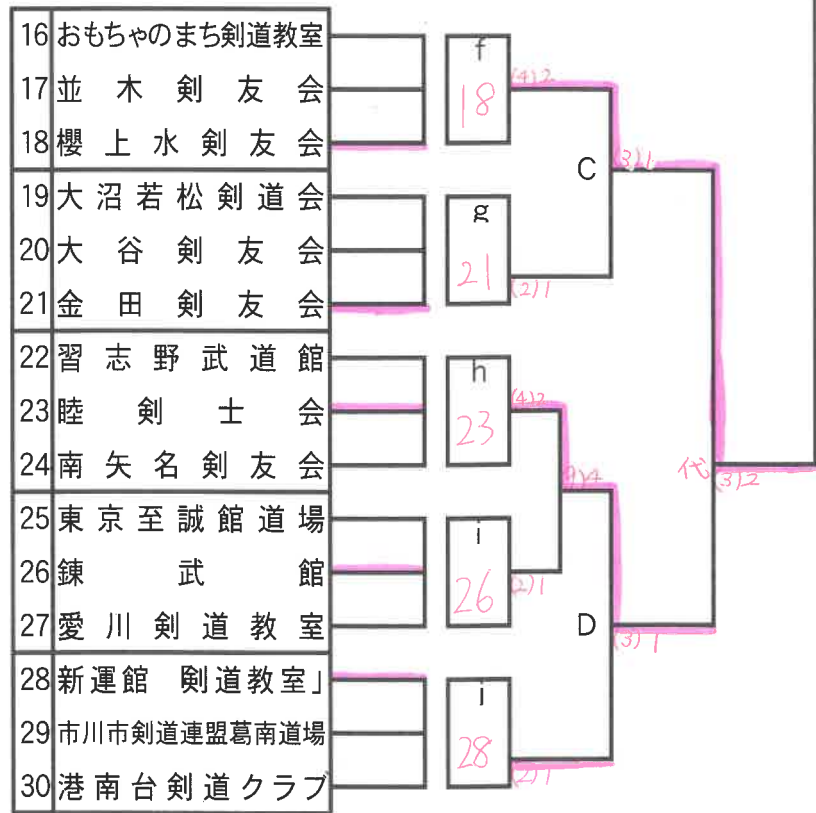 16 おもちゃのまち剣道教室
17 並木剣友会
18 櫻上水剣友会
19 大沼若松剣道会
20 大谷剣友会
21 金田剣友会
22 習志野武道館
23 睦剣士会
24 南矢名剣友会
25 東京至誠館道場
26 錬武館
27 愛川剣道教室
28 新運館 剣道教室」
29 市川市剣道連盟葛南道場
30 港南台剣道クラブ
f
18
(4)2
C
(3)1
g
21
(2)1
h
23
(4)2
代
(3)2
i
26
(2)1
D
(3)1
j
28
(2)1